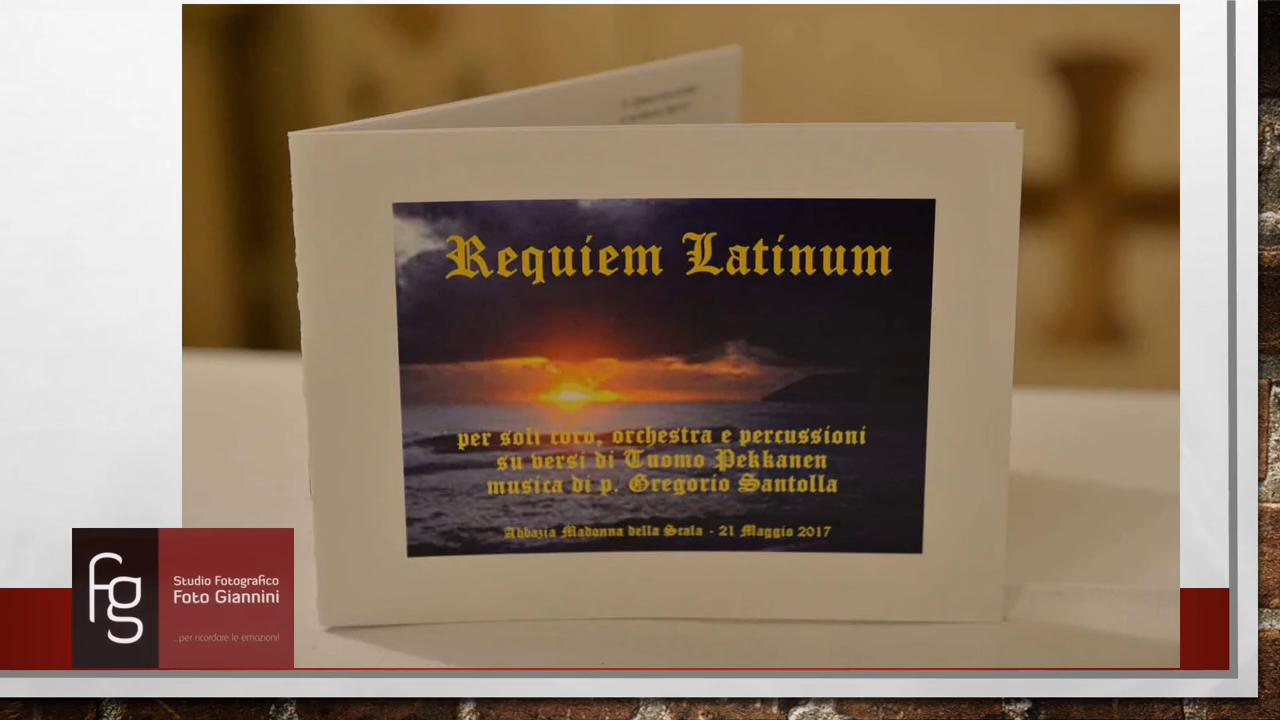 Requiem Latinum
per soli coro, orchestra e percussioni
su versi di Tuomo Pekkanen
musica di p. Gregorio Santolla
Abbazia Madonna della Scala - 21 Maggio 2017
fg
Studio Fotografico
Foto Giannini
...per ricordare le emozioni!